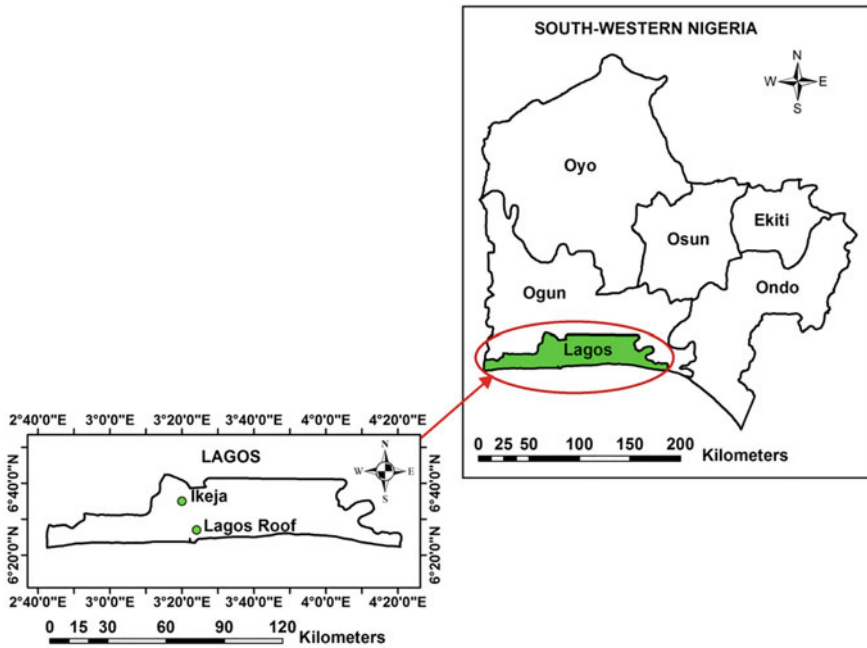 SOUTH-WESTERN NIGERIA
N
W E
S
Oyo
Ekiti
Osun
Ogun
Ondo
Lagos
0 25 50 100 150 200 Kilometers
2°40'0"E 3°0'0"E 3°20'0"E 3°40'0"E 4°0'0"E 4°20'0"E
LAGOS
N
W E
S
6°40'0"N 6°40'0"N
Ikeja
Lagos Roof
6°20'0"N 6°20'0"N
2°40'0"E 3°0'0"E 3°20'0"E 3°40'0"E 4°0'0"E 4°20'0"E
0 15 30 60 90 120 Kilometers